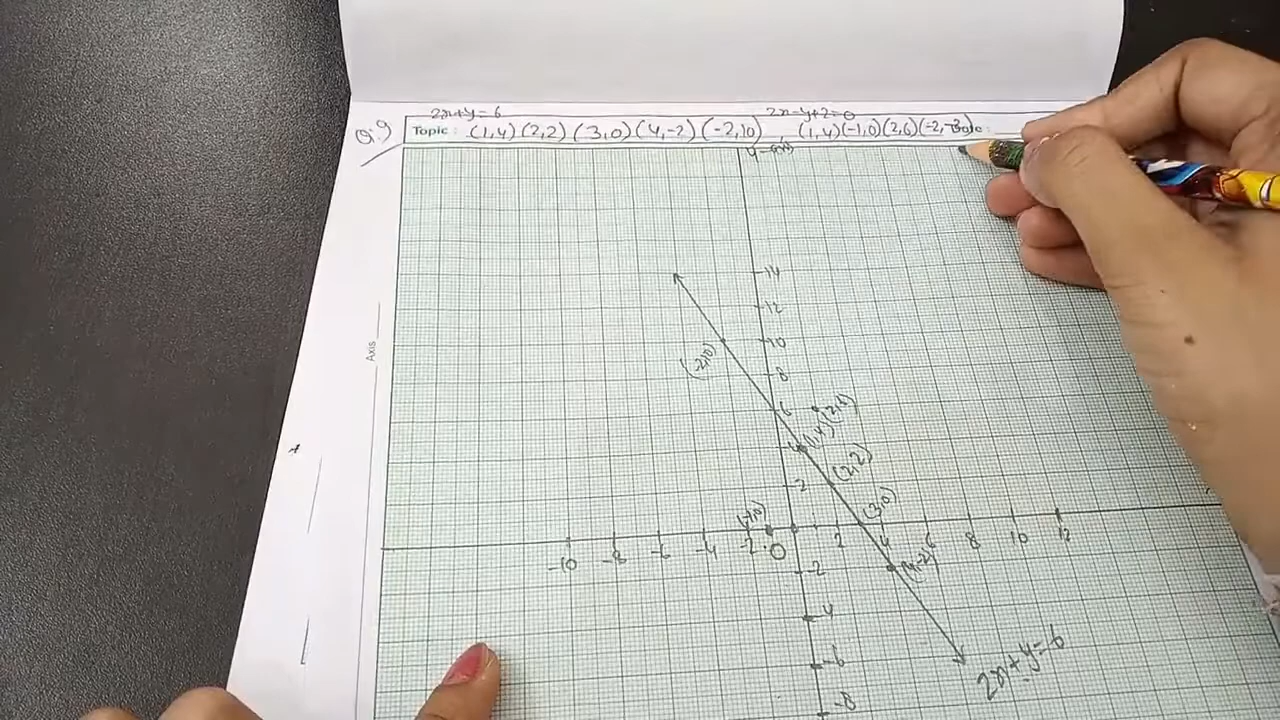 2x+y=6 2x-y+2=0
Q:9 Topic : (1,4) (2,2) (3,0) (4,-2) (-2,10) (1,4)(-1,0)(2,6)(-2,-2)
y-axis
14
12
10
(-2,10)
8
6
(2,6)
4 (1,4)
(2,2)
2
(-1,0) (3,0)
-10 -8 -6 -4 -2 O 2 4 6 8 10 12
-2 (4,-2)
-4
-6
2x+y=6
-8
Axis